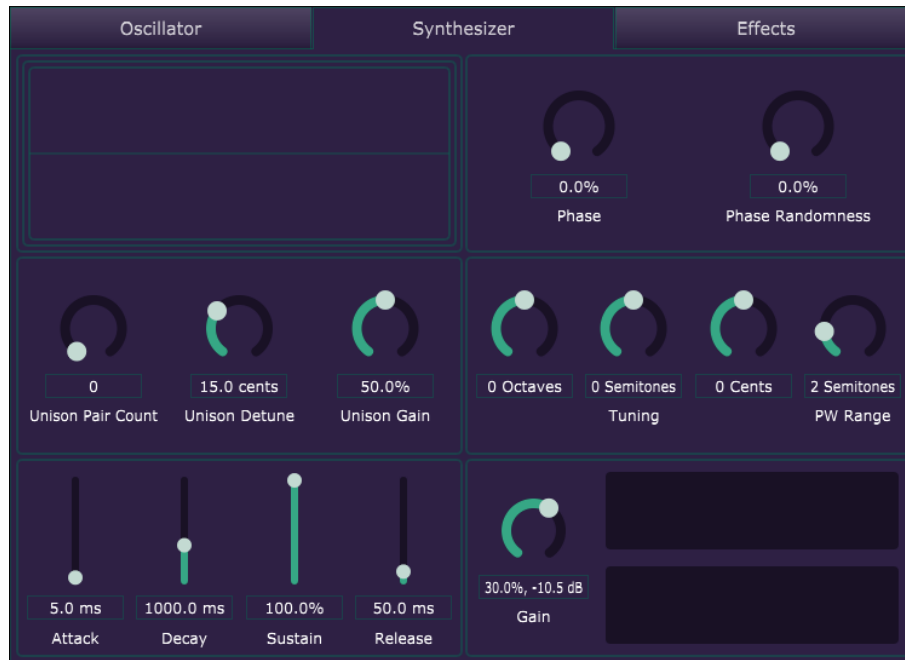 Oscillator
Synthesizer
Effects
0.0%
Phase
0.0%
Phase Randomness
0
Unison Pair Count
15.0 cents
Unison Detune
50.0%
Unison Gain
0 Octaves
0 Semitones
0 Cents
Tuning
2 Semitones
PW Range
5.0 ms
Attack
1000.0 ms
Decay
100.0%
Sustain
50.0 ms
Release
30.0%, -10.5 dB
Gain